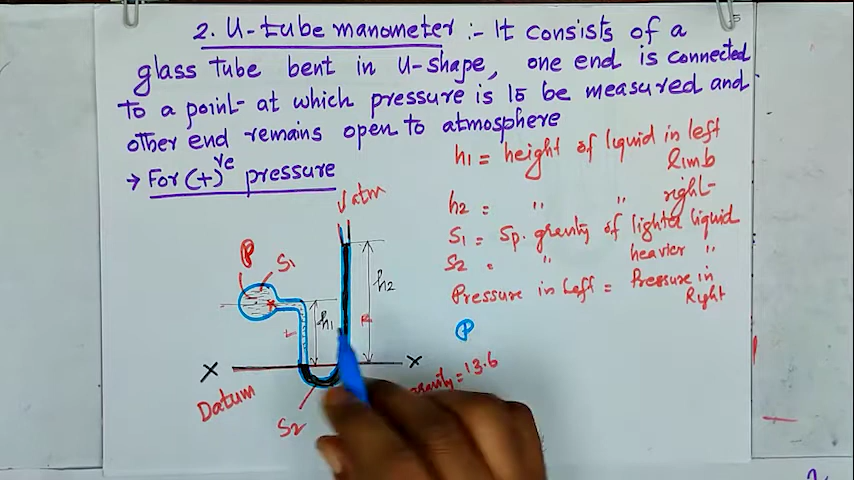 2. U-tube manometer :- It consists of a
glass tube bent in U-shape, one end is connected
to a point at which pressure is to be measured and
other end remains open to atmosphere
→ For (+)ve pressure
h1 = height of liquid in left
limb
h2 = " " right-
S1 = Sp. gravity of lighter liquid
S2 = " heavier "
Pressure in left = Pressure in
Right
P
= 13.6
↓ atm
P
S1
h2
h1
L
R
X
X
Datum
S2